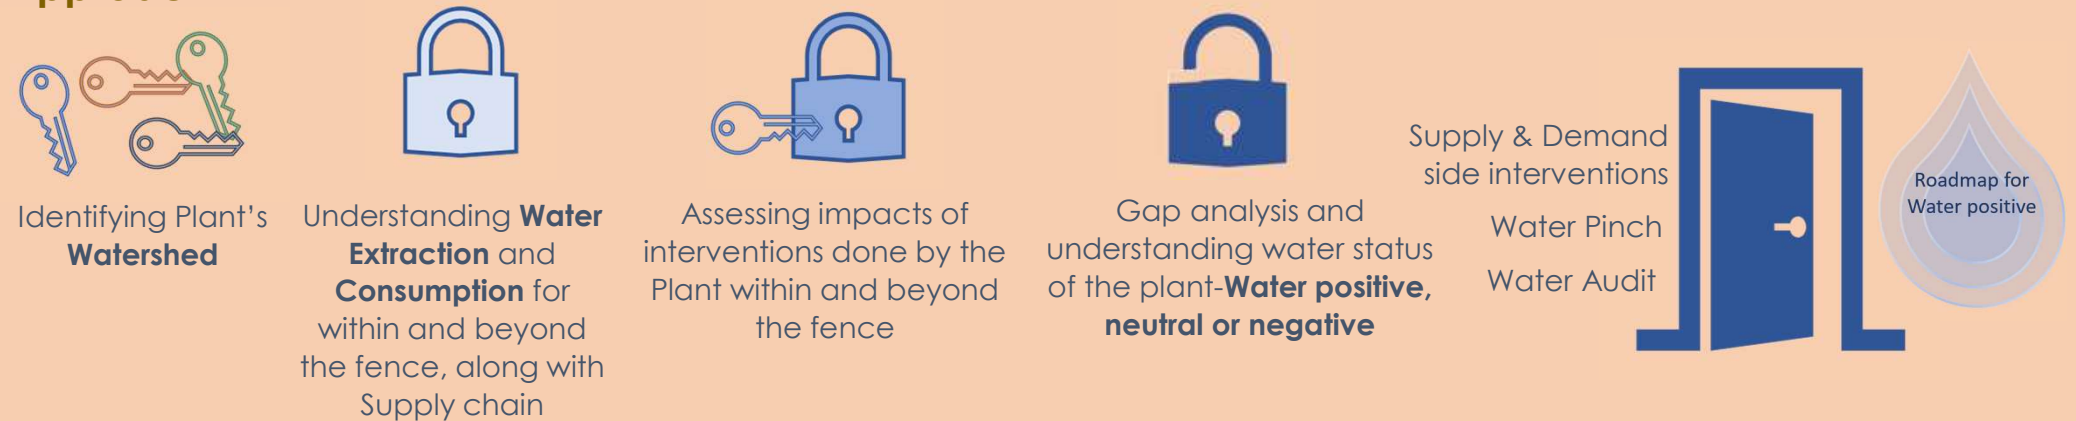 Identifying Plant's
Watershed
Understanding Water
Extraction and
Consumption for
within and beyond
the fence, along with
Supply chain
Assessing impacts of
interventions done by the
Plant within and beyond
the fence
Gap analysis and
understanding water status
of the plant-Water positive,
neutral or negative
Supply & Demand
side interventions
Water Pinch
Water Audit
Roadmap for
Water positive